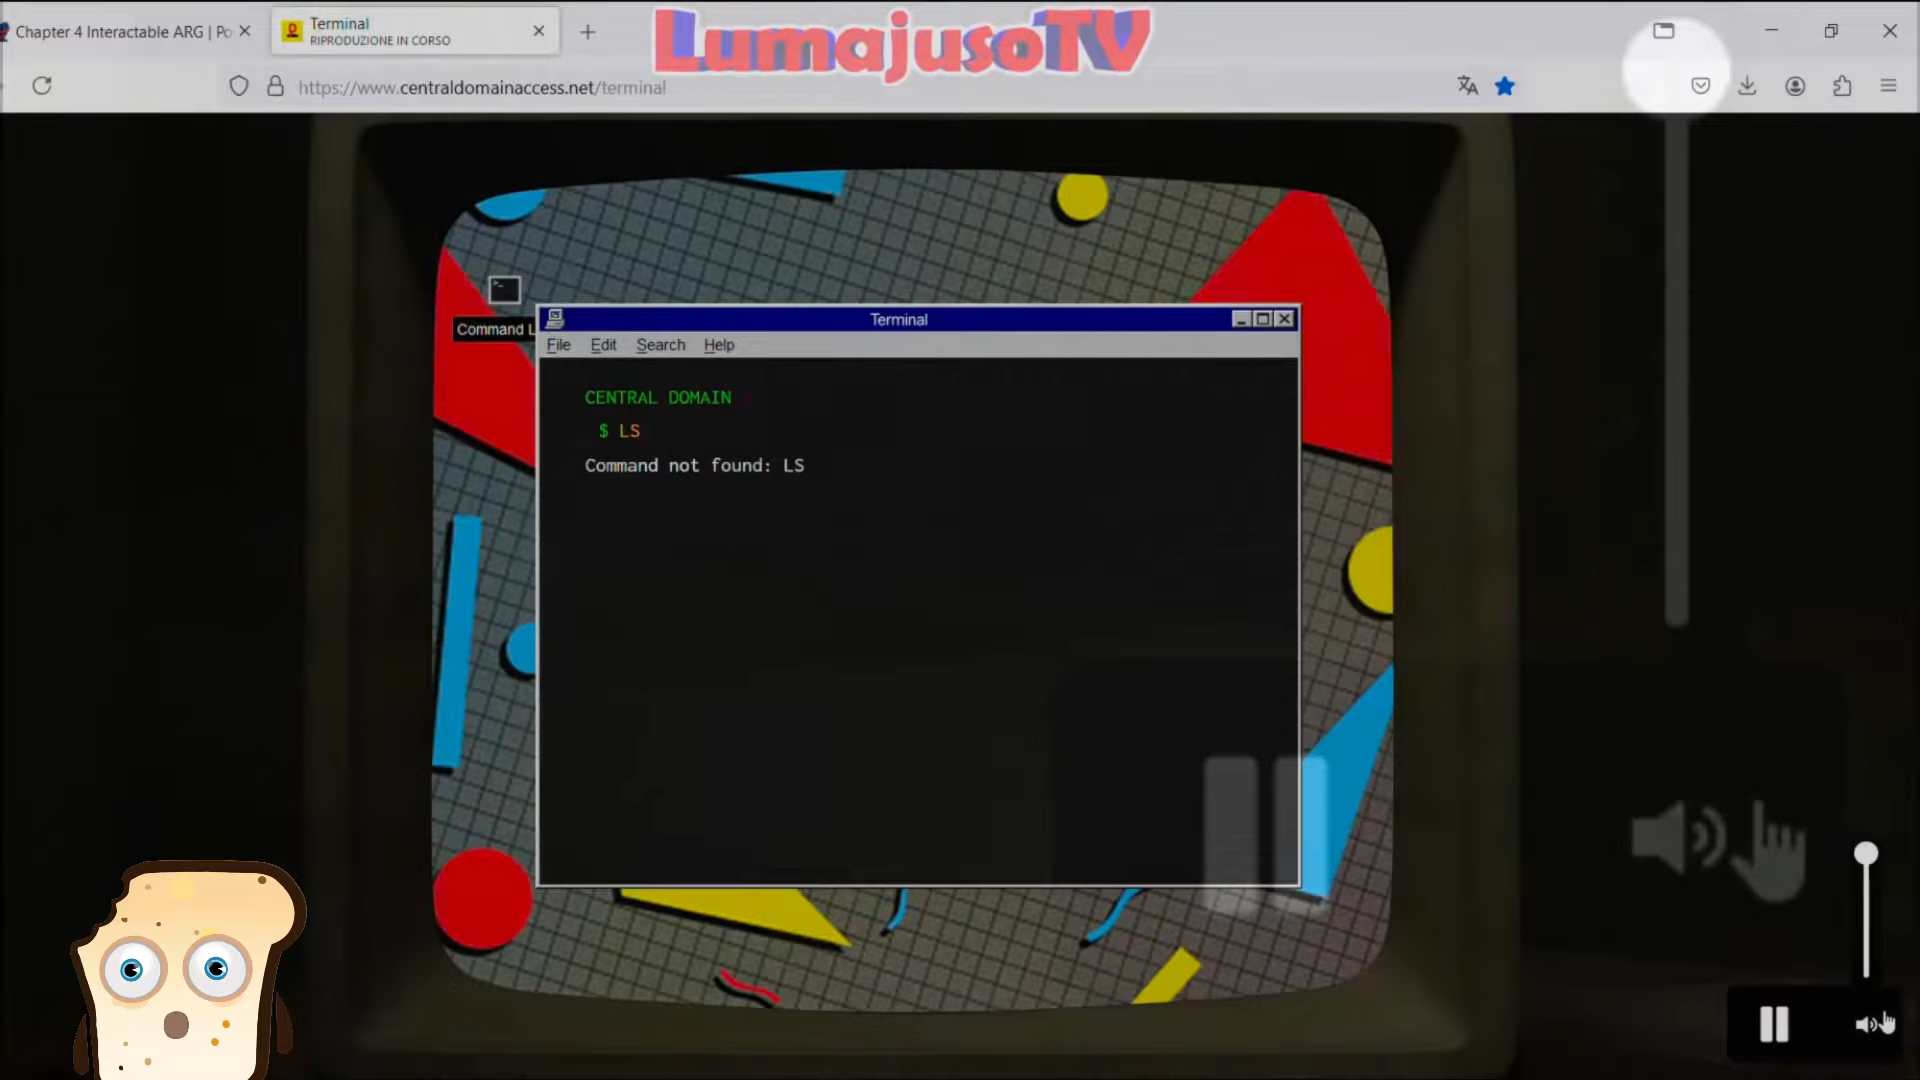 LumajusoTV
Chapter 4 Interactable ARG | Po
Terminal
RIPRODUZIONE IN CORSO
https://www.centraldomainaccess.net/terminal
Command L
Terminal
File Edit Search Help
CENTRAL DOMAIN
$ LS
Command not found: LS